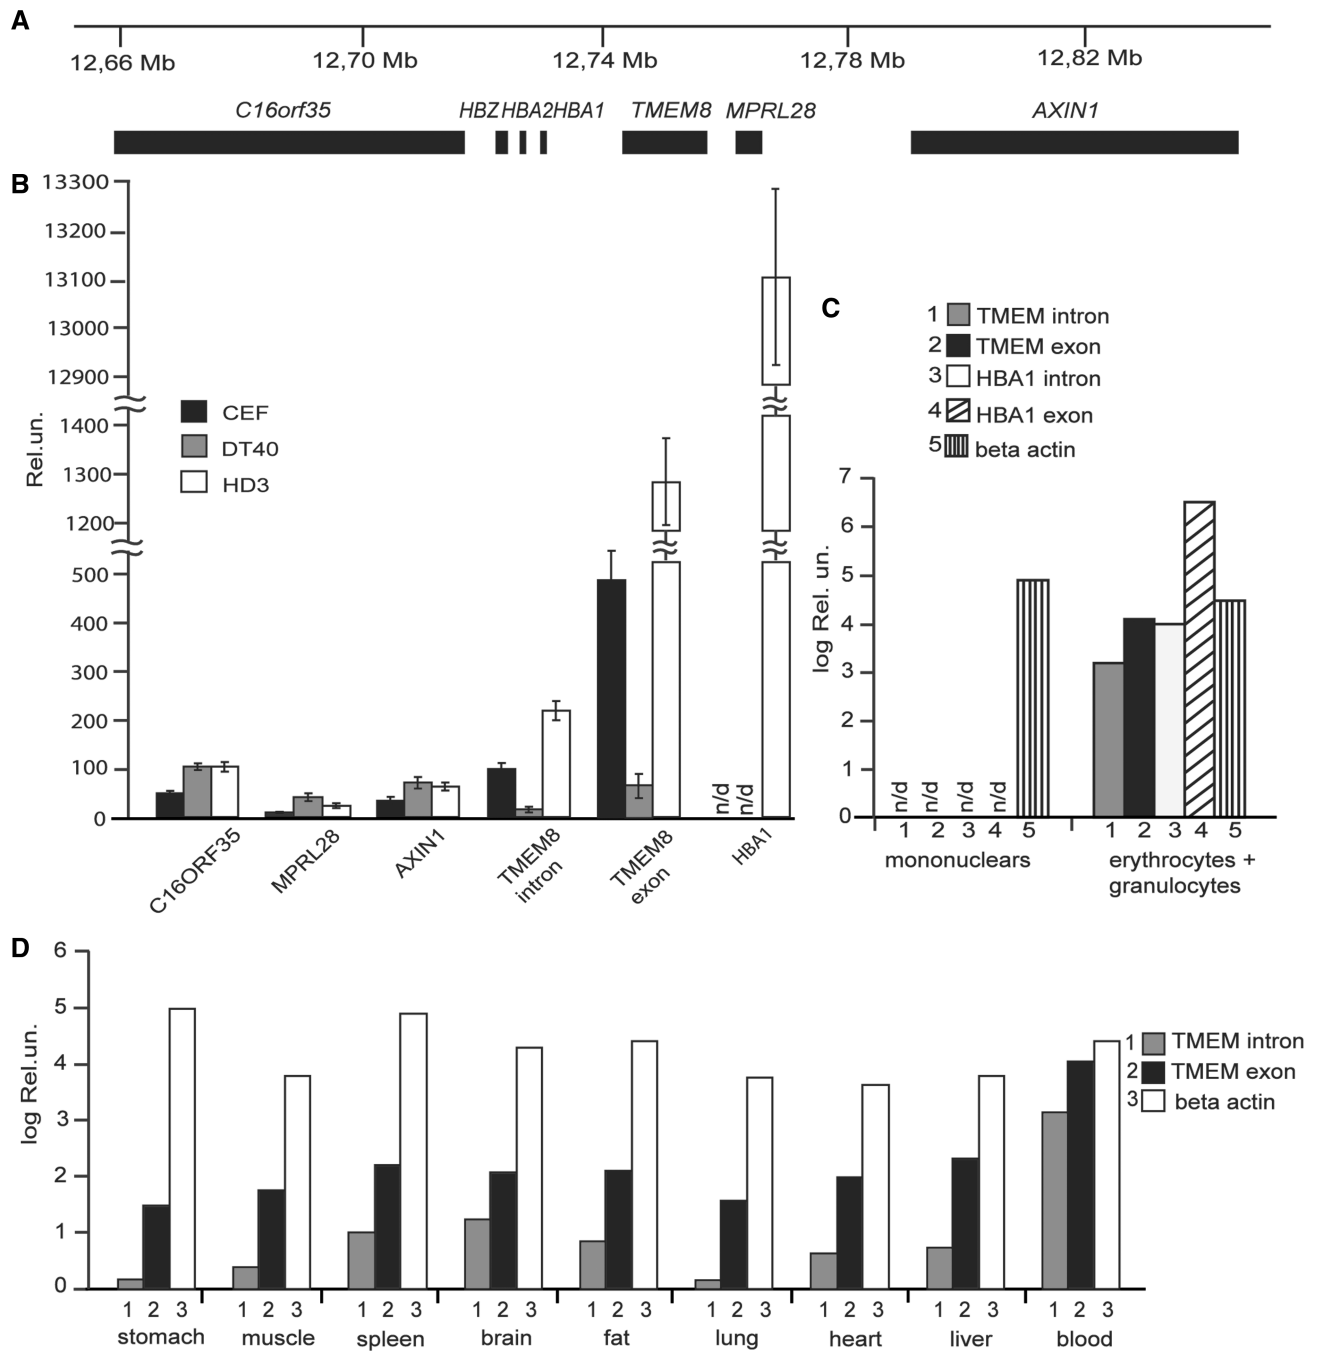 A
12,66 Mb 12,70 Mb 12,74 Mb 12,78 Mb 12,82 Mb
C16orf35 HBZ HBA2 HBA1 TMEM8 MPRL28 AXIN1
B
13300
13200
13100
13000
12900
1400
1300
1200
500
400
300
200
100
0
Rel.un.
CEF
DT40
HD3
n/d n/d
C16ORF35
MPRL28
AXIN1
TMEM8
intron
TMEM8
exon
HBA1
C
1 TMEM intron
2 TMEM exon
3 HBA1 intron
4 HBA1 exon
5 beta actin
7
6
5
4
3
2
1
0
log Rel. un.
n/d n/d n/d n/d
1 2 3 4 5 1 2 3 4 5
mononuclears
erythrocytes +
granulocytes
D
6
5
4
3
2
1
0
log Rel.un.
1 TMEM intron
2 TMEM exon
3 beta actin
1 2 3 1 2 3 1 2 3 1 2 3 1 2 3 1 2 3 1 2 3 1 2 3 1 2 3
stomach muscle spleen brain fat lung heart liver blood